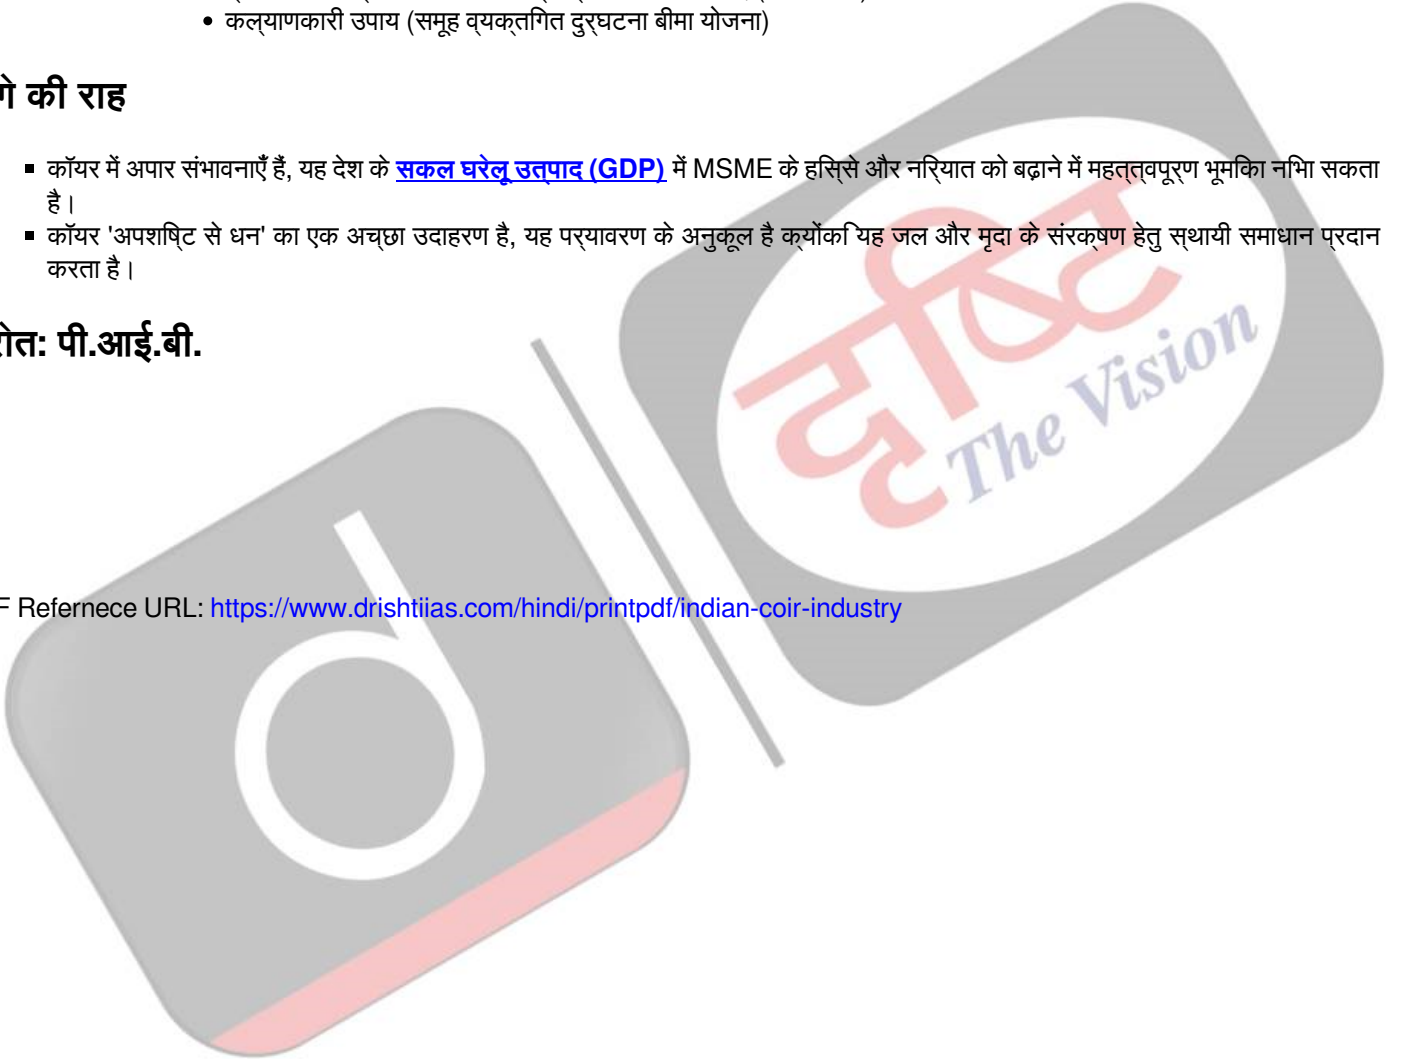 • कल्याणकारी उपाय (समूह व्यक्तिगत दुर्घटना बीमा योजना)
गे की राह
▪ कॉयर में अपार संभावनाएँ हैं, यह देश के सकल घरेलू उत्पाद (GDP) में MSME के हिस्से और निर्यात को बढ़ाने में महत्त्वपूर्ण भूमिका निभा सकता
है।
▪ कॉयर 'अपशिष्ट से धन' का एक अच्छा उदाहरण है, यह पर्यावरण के अनुकूल है क्योंकि यह जल और मृदा के संरक्षण हेतु स्थायी समाधान प्रदान
करता है।
रोत: पी.आई.बी.
दृष्टि
The Vision
d
F Refernece URL: https://www.drishtiias.com/hindi/printpdf/indian-coir-industry